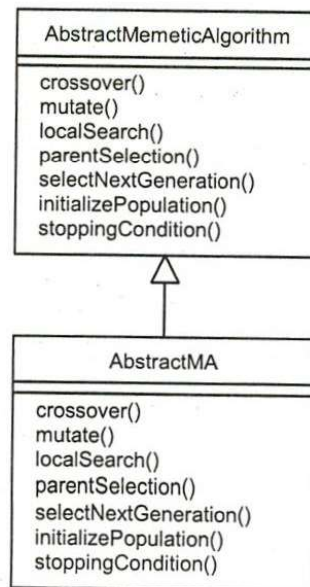 AbstractMemeticAlgorithm
crossover()
mutate()
localSearch()
parentSelection()
selectNextGeneration()
initializePopulation()
stoppingCondition()
AbstractMA
crossover()
mutate()
localSearch()
parentSelection()
selectNextGeneration()
initializePopulation()
stoppingCondition()